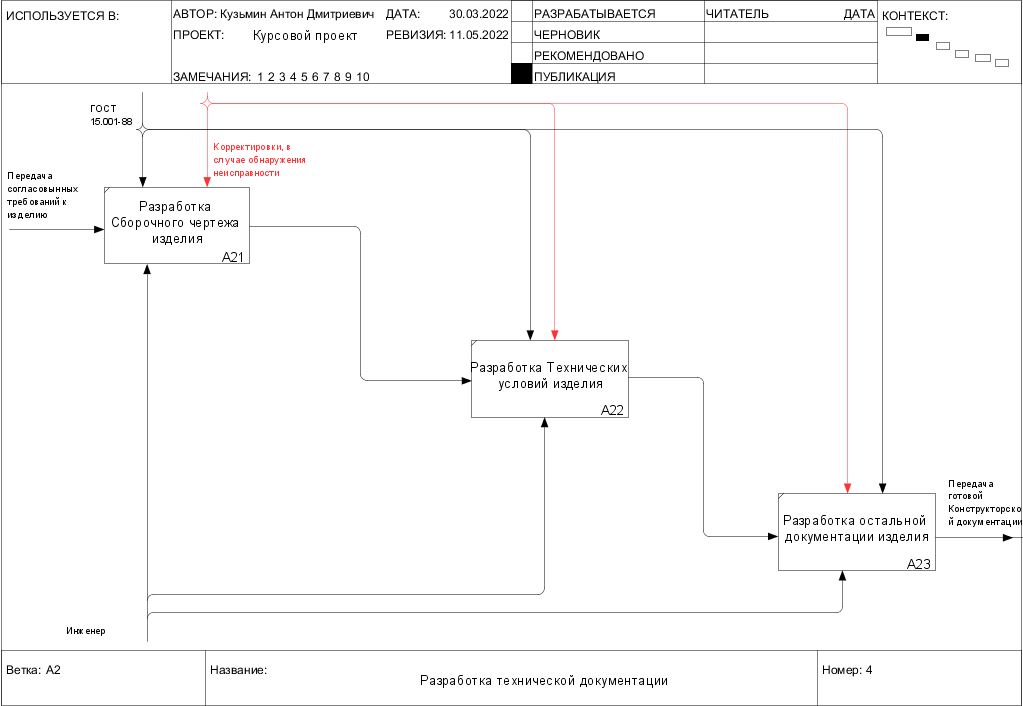 ИСПОЛЬЗУЕТСЯ В:
АВТОР: Кузьмин Антон Дмитриевич
ДАТА: 30.03.2022
ПРОЕКТ: Курсовой проект
РЕВИЗИЯ: 11.05.2022
ЗАМЕЧАНИЯ: 1 2 3 4 5 6 7 8 9 10
РАЗРАБАТЫВАЕТСЯ
ЧЕРНОВИК
РЕКОМЕНДОВАНО
ПУБЛИКАЦИЯ
ЧИТАТЕЛЬ ДАТА
КОНТЕКСТ:
ГОСТ
15.001-88
Корректировки, в
случае обнаружения
неисправности
Передача
согласовынных
требований к
изделию
Разработка
Сборочного чертежа
изделия
A21
Разработка Технических
условий изделия
A22
Разработка остальной
документации изделия
A23
Передача
готовой
Конструкторско
й документации
Инженер
Ветка: A2
Название:
Разработка технической документации
Номер: 4